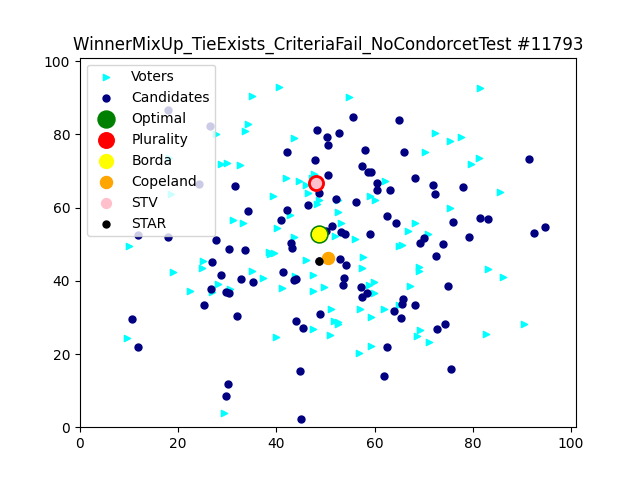 WinnerMixUp_TieExists_CriteriaFail_NoCondorcetTest #11793
100
80
60
40
20
0
Voters
Candidates
Optimal
Plurality
Borda
Copeland
STV
STAR
0 20 40 60 80 100